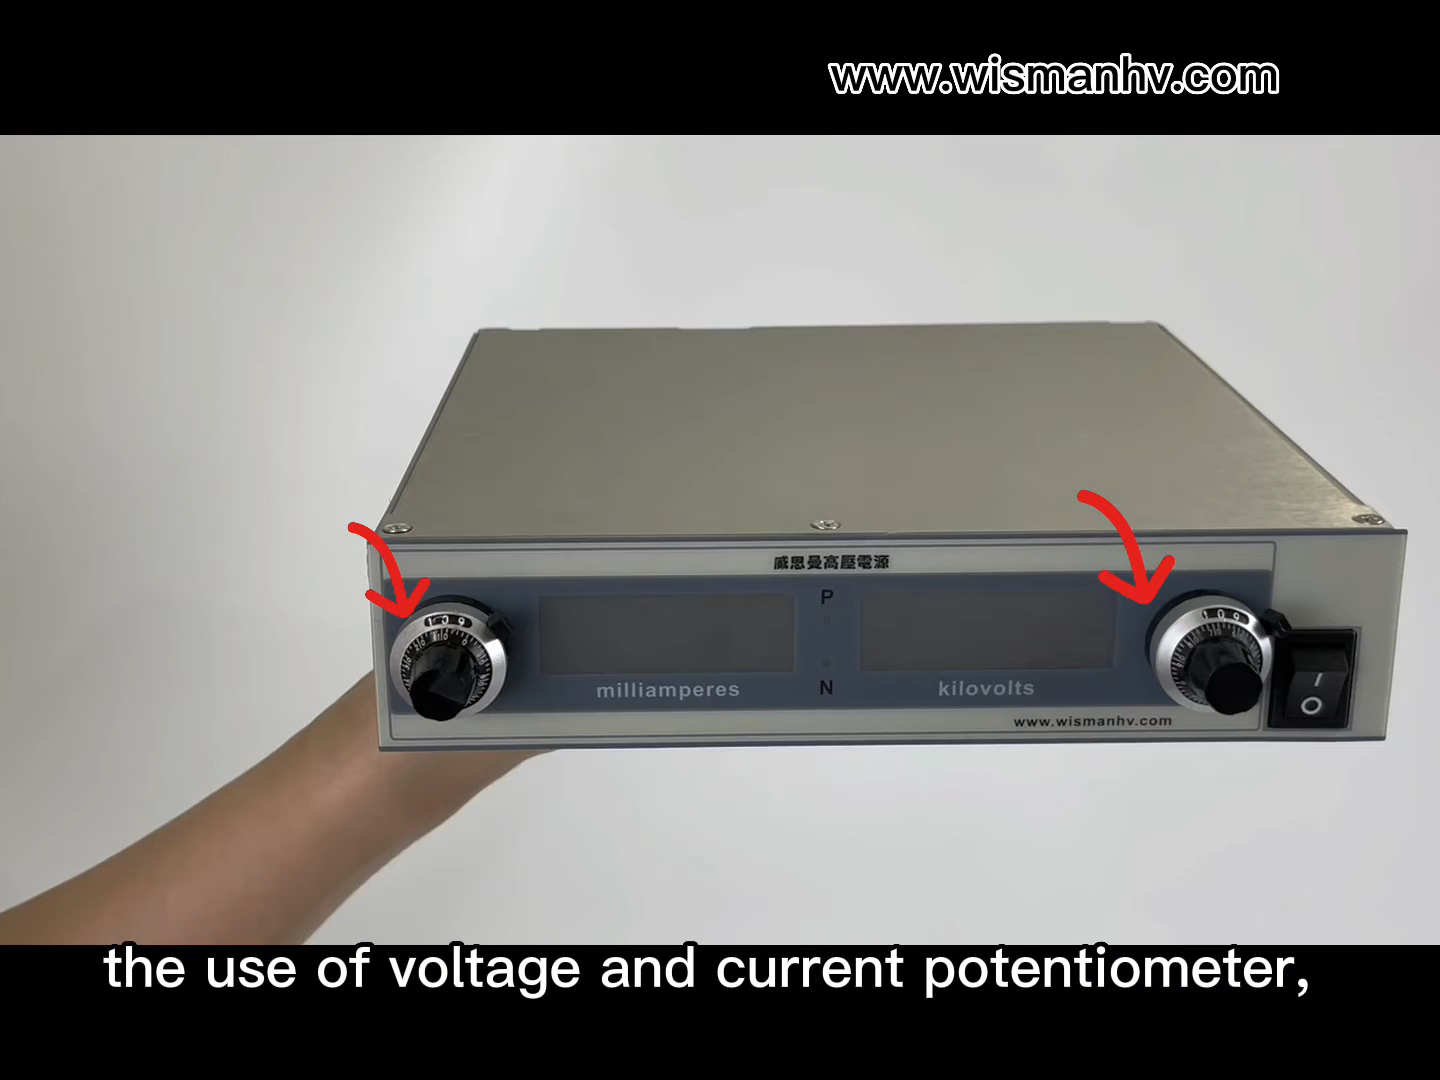 www.wismanhv.com
威思曼高壓電源
P
milliamperes
N
kilovolts
www.wismanhv.com
the use of voltage and current potentiometer,